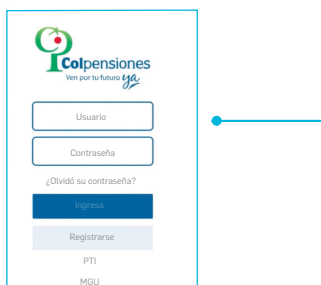 Colpensiones
Ven por tu futuro ya
Usuario
Contraseña
¿Olvidó su contraseña?
Ingresa
Registrarse
PTI
MGU